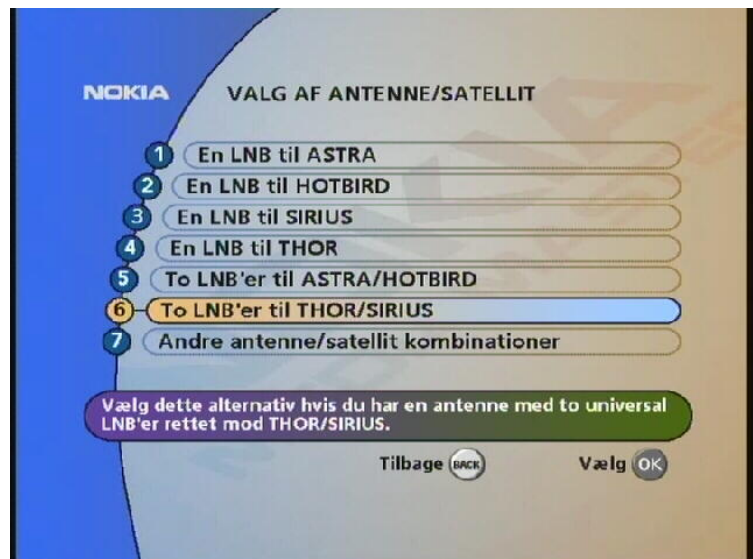 NOKIA VALG AF ANTENNE/SATELLIT
1 En LNB til ASTRA
2 En LNB til HOTBIRD
3 En LNB til SIRIUS
4 En LNB til THOR
5 To LNB'er til ASTRA/HOTBIRD
6 To LNB'er til THOR/SIRIUS
7 Andre antenne/satellit kombinationer
Vælg dette alternativ hvis du har en antenne med to universal
LNB'er rettet mod THOR/SIRIUS.
Tilbage BACK Vælg OK